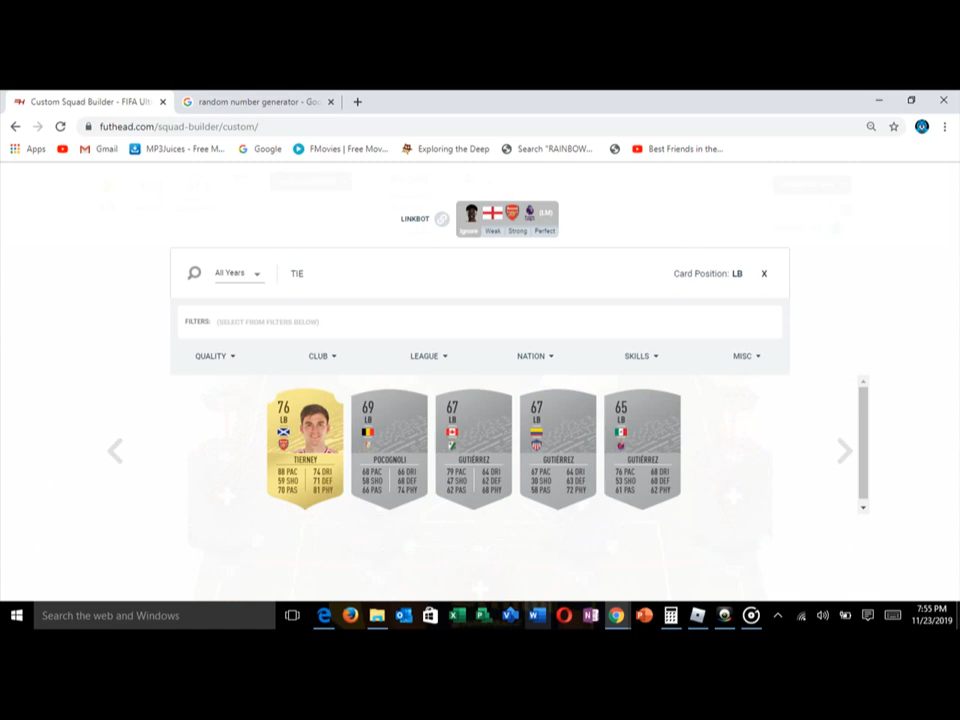 Custom Squad Builder - FIFA Ult
random number generator - Goo
futhead.com/squad-builder/custom/
Apps Gmail MP3Juices - Free M... Google FMovies | Free Mov... Exploring the Deep Search "RAINBOW... Best Friends in the...
LINKBOT (LM)
Ignore Weak Strong Perfect
All Years TIE Card Position: LB X
FILTERS: (SELECT FROM FILTERS BELOW)
QUALITY CLUB LEAGUE NATION SKILLS MISC
76
LB
TIERNEY
88 PAC 74 DRI
59 SHO 71 DEF
70 PAS 81 PHY
69
LB
POCOGNOLI
68 PAC 66 DRI
58 SHO 68 DEF
66 PAS 74 PHY
67
LB
GUTIÉRREZ
79 PAC 64 DRI
47 SHO 62 DEF
62 PAS 68 PHY
67
LB
GUTIÉRREZ
67 PAC 64 DRI
30 SHO 63 DEF
58 PAS 72 PHY
65
LB
GUTIÉRREZ
76 PAC 68 DRI
53 SHO 60 DEF
61 PAS 62 PHY
Search the web and Windows
7:55 PM
11/23/2019